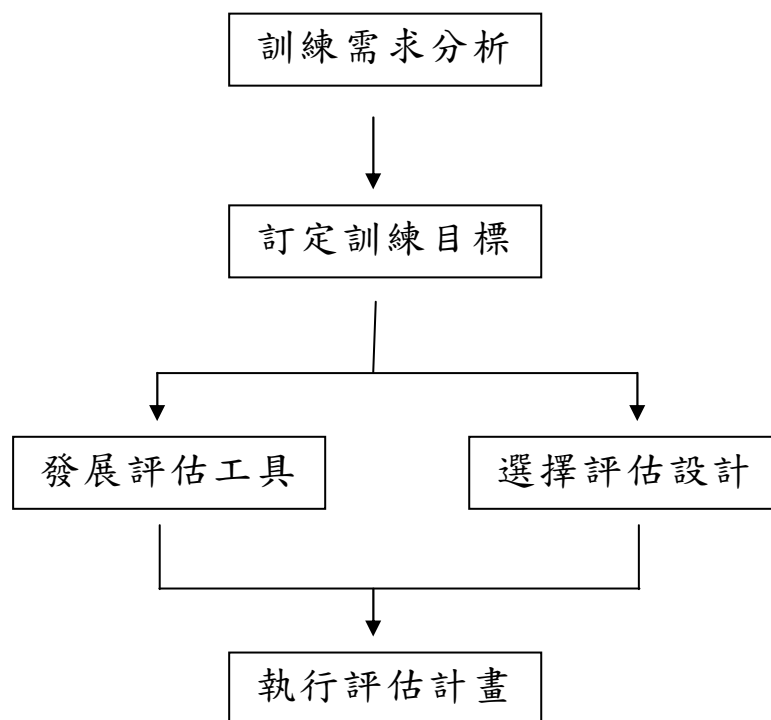 訓練需求分析
訂定訓練目標
發展評估工具
選擇評估設計
執行評估計畫